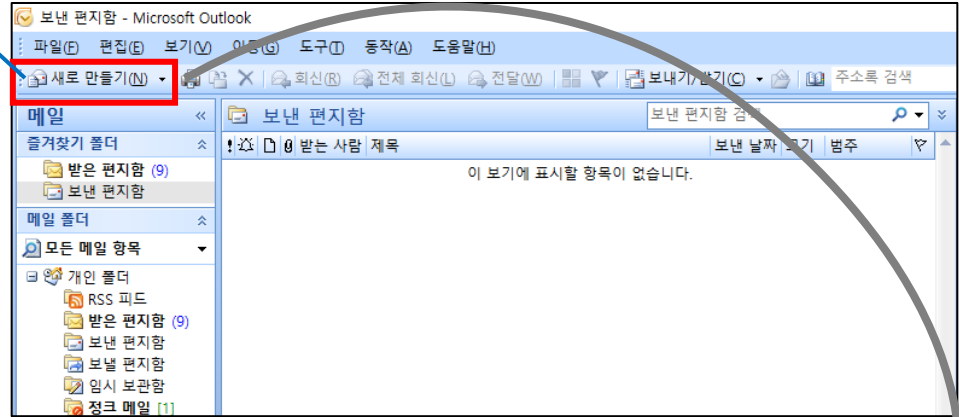 보낸 편지함 - Microsoft Outlook
파일(F) 편집(E) 보기(V) 도구(T) 동작(A) 도움말(H)
새로 만들기(N) 회신(R) 전체 회신(L) 전달(W) 보내기/받기(C) 주소록 검색
메일 « 보낸 편지함 보낸 편지함
즐겨찾기 폴더 받는 사람 제목 보낸 날짜 범주
받은 편지함 (9) 이 보기에 표시할 항목이 없습니다.
보낸 편지함
메일 폴더
모든 메일 항목
개인 폴더
RSS 피드
받은 편지함 (9)
보낸 편지함
보낼 편지함
임시 보관함
정크 메일 [1]